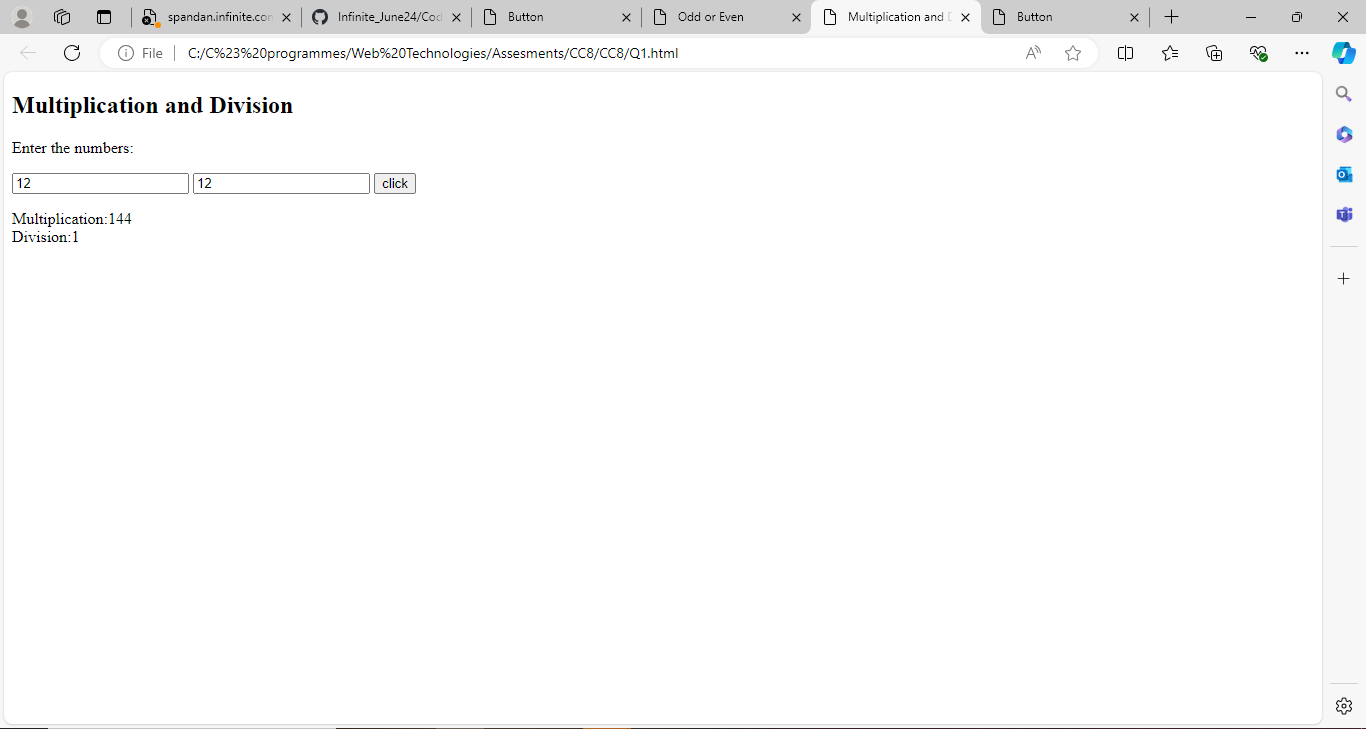 spandan.infinite.con
Infinite_June24/Cod
Button
Odd or Even
Multiplication and D
Button
File
C:/C%23%20programmes/Web%20Technologies/Assesments/CC8/CC8/Q1.html
Multiplication and Division
Enter the numbers:
12 12 click
Multiplication:144
Division:1